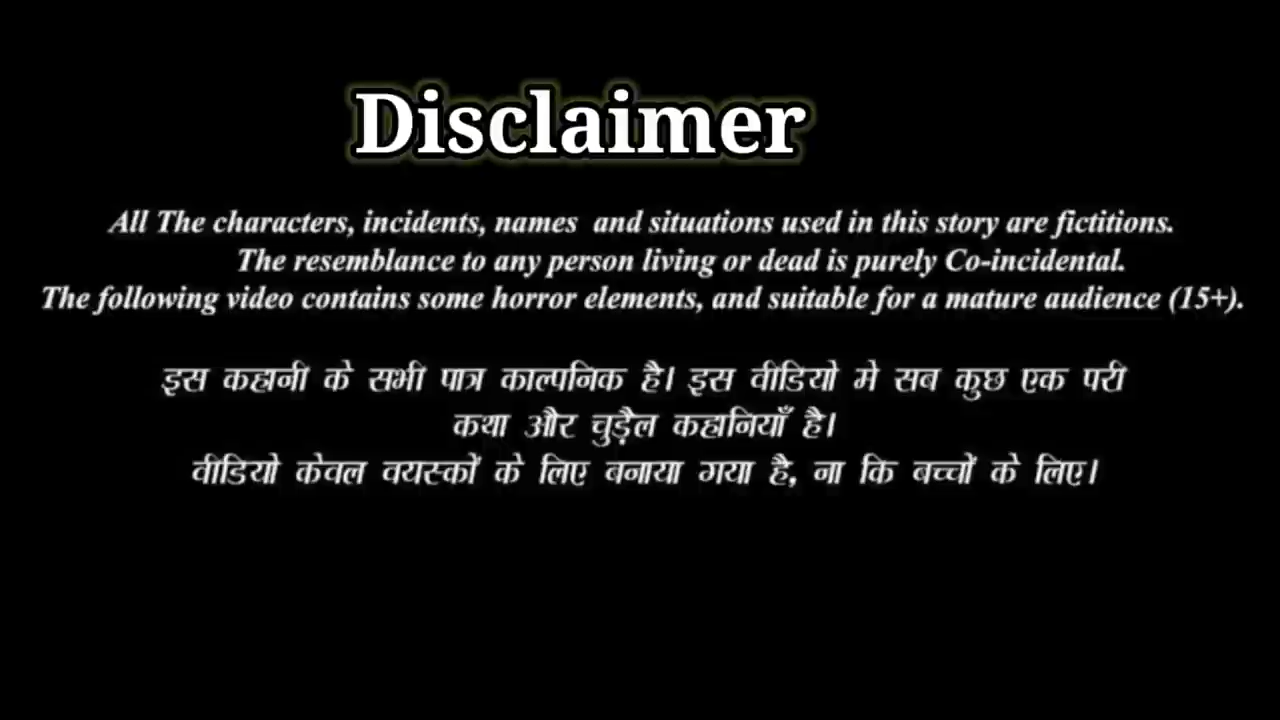 Disclaimer
All The characters, incidents, names and situations used in this story are fictitions.
The resemblance to any person living or dead is purely Co-incidental.
The following video contains some horror elements, and suitable for a mature audience (15+).
इस कहानी के सभी पात्र काल्पनिक है। इस वीडियो मे सब कुछ एक परी
कथा और चुड़ैल कहानियाँ है।
वीडियो केवल वयस्कों के लिए बनाया गया है, ना कि बच्चों के लिए।